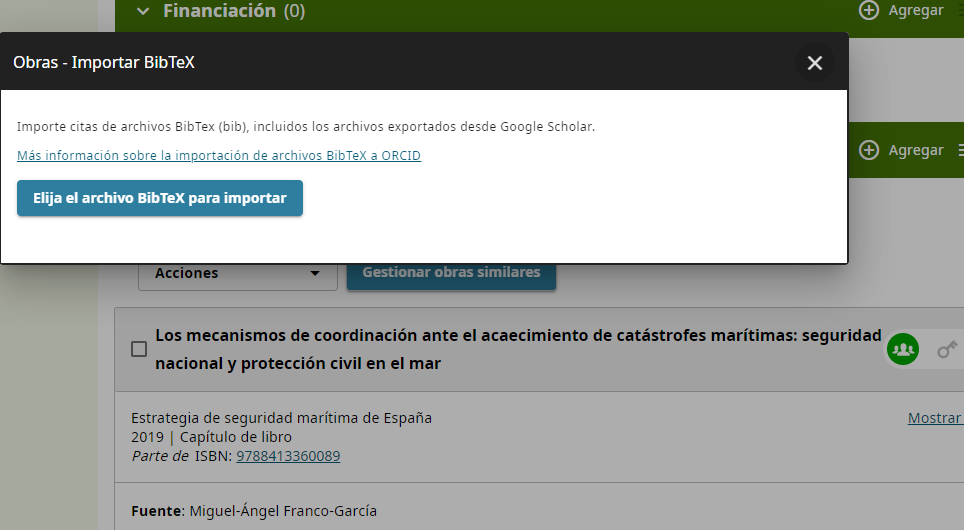 Financiación (0)
Agregar
Obras - Importar BibTeX
Importe citas de archivos BibTex (bib), incluidos los archivos exportados desde Google Scholar.
Más información sobre la importación de archivos BibTeX a ORCID
Agregar
Elija el archivo BibTeX para importar
Acciones
Gestionar obras similares
Los mecanismos de coordinación ante el acaecimiento de catástrofes marítimas: seguridad
nacional y protección civil en el mar
Estrategia de seguridad marítima de España
Mostrar
2019 | Capítulo de libro
Parte de ISBN: 9788413360089
Fuente: Miguel-Ángel Franco-García